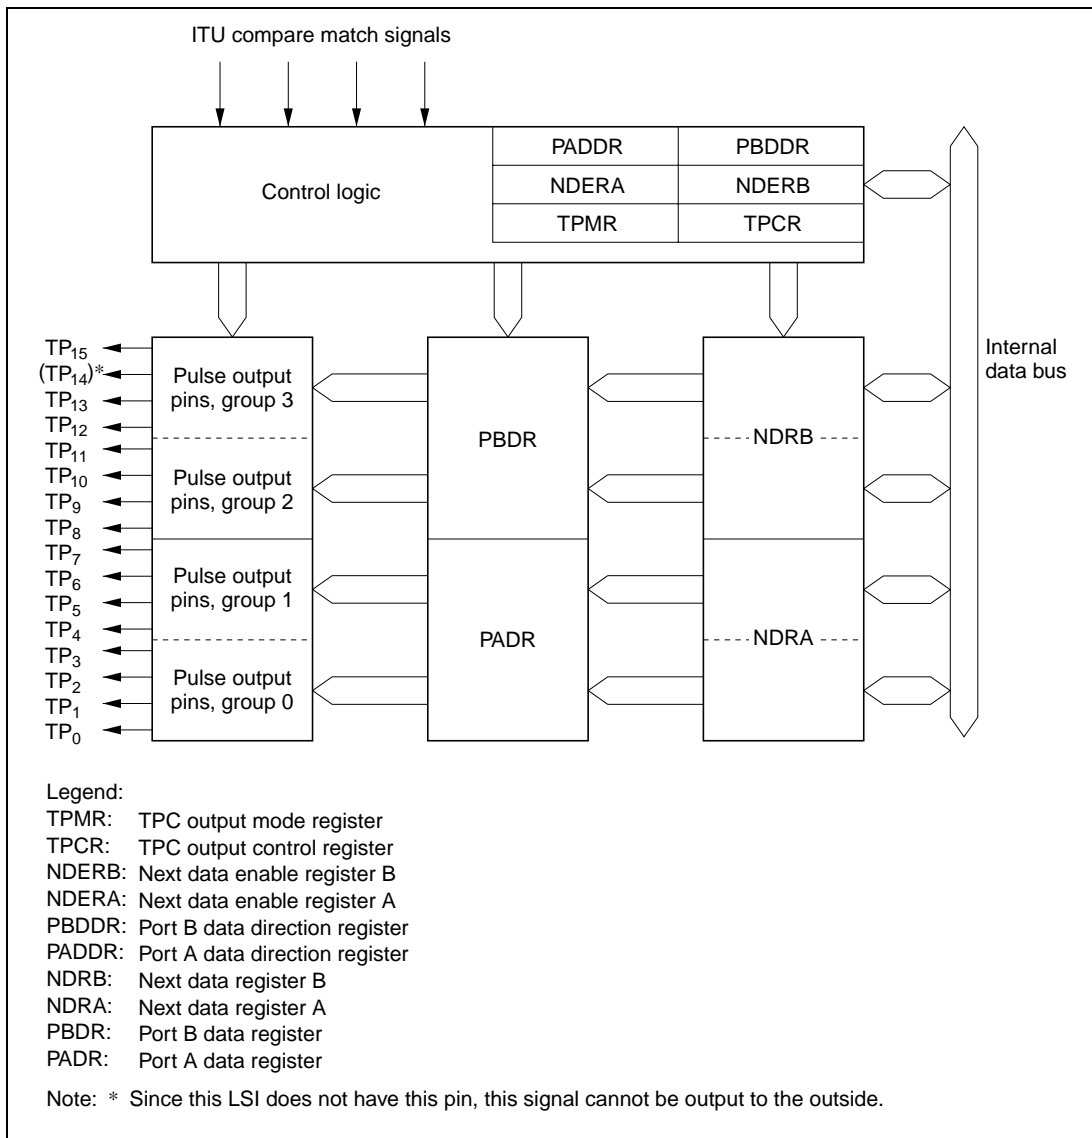 ITU compare match signals
Control logic
PADDR PBDDR
NDERA NDERB
TPMR TPCR
Internal
data bus
TP15
(TP14)*
TP13
TP12
TP11
TP10
TP9
TP8
TP7
TP6
TP5
TP4
TP3
TP2
TP1
TP0
Pulse output
pins, group 3
Pulse output
pins, group 2
Pulse output
pins, group 1
Pulse output
pins, group 0
PBDR
PADR
NDRB
NDRA
Legend:
TPMR: TPC output mode register
TPCR: TPC output control register
NDERB: Next data enable register B
NDERA: Next data enable register A
PBDDR: Port B data direction register
PADDR: Port A data direction register
NDRB: Next data register B
NDRA: Next data register A
PBDR: Port B data register
PADR: Port A data register
Note: * Since this LSI does not have this pin, this signal cannot be output to the outside.